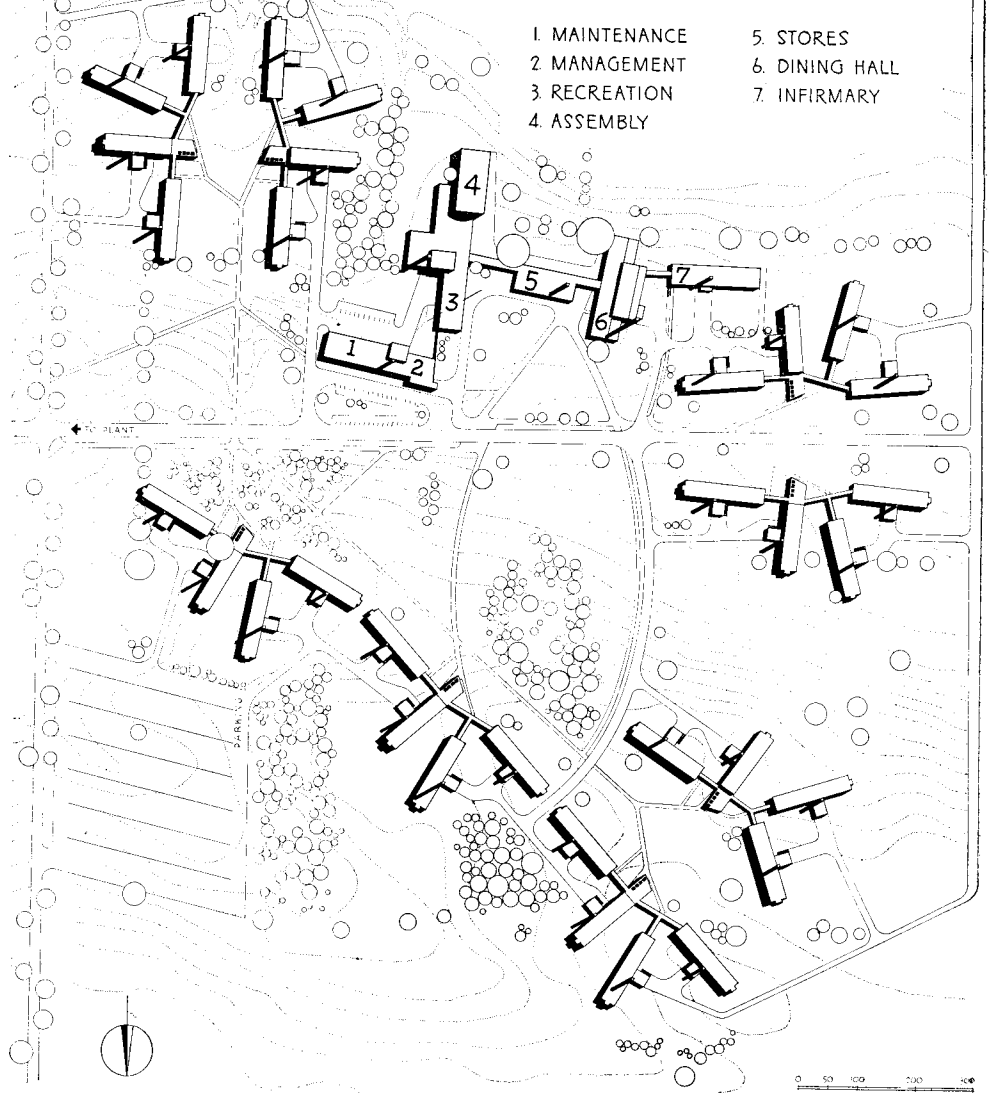 1. MAINTENANCE
2. MANAGEMENT
3. RECREATION
4. ASSEMBLY
5. STORES
6. DINING HALL
7. INFIRMARY
4
7
5
3
6
1
2
TO PLANT
PARKING
0 50 100 200 300